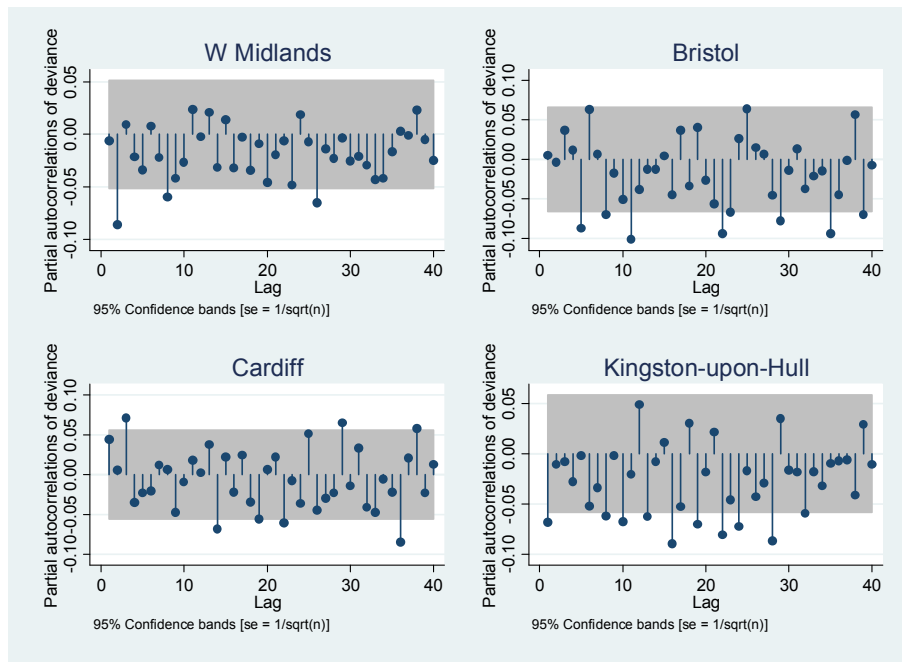 W Midlands
Partial autocorrelations of deviance
0.05
0.00
-0.05
-0.10
0 10 20 30 40
Lag
95% Confidence bands [se = 1/sqrt(n)]
Bristol
Partial autocorrelations of deviance
0.10
0.05
0.00
-0.05
-0.10
0 10 20 30 40
Lag
95% Confidence bands [se = 1/sqrt(n)]
Cardiff
Partial autocorrelations of deviance
0.10
0.05
0.00
-0.05
-0.10
0 10 20 30 40
Lag
95% Confidence bands [se = 1/sqrt(n)]
Kingston-upon-Hull
Partial autocorrelations of deviance
0.05
0.00
-0.05
-0.10
0 10 20 30 40
Lag
95% Confidence bands [se = 1/sqrt(n)]